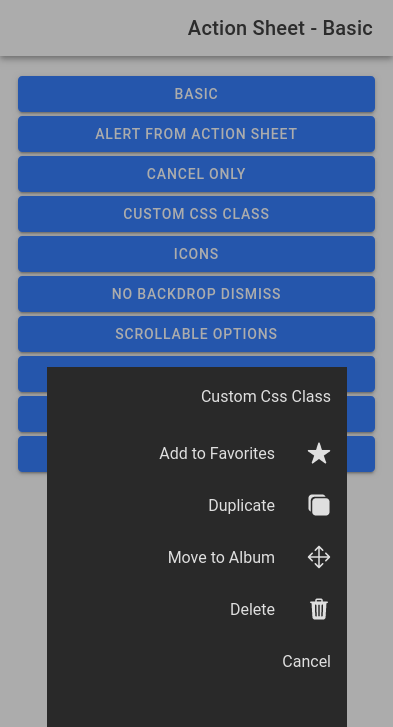 Action Sheet - Basic
BASIC
ALERT FROM ACTION SHEET
CANCEL ONLY
CUSTOM CSS CLASS
ICONS
NO BACKDROP DISMISS
SCROLLABLE OPTIONS
Custom Css Class
Add to Favorites
Duplicate
Move to Album
Delete
Cancel